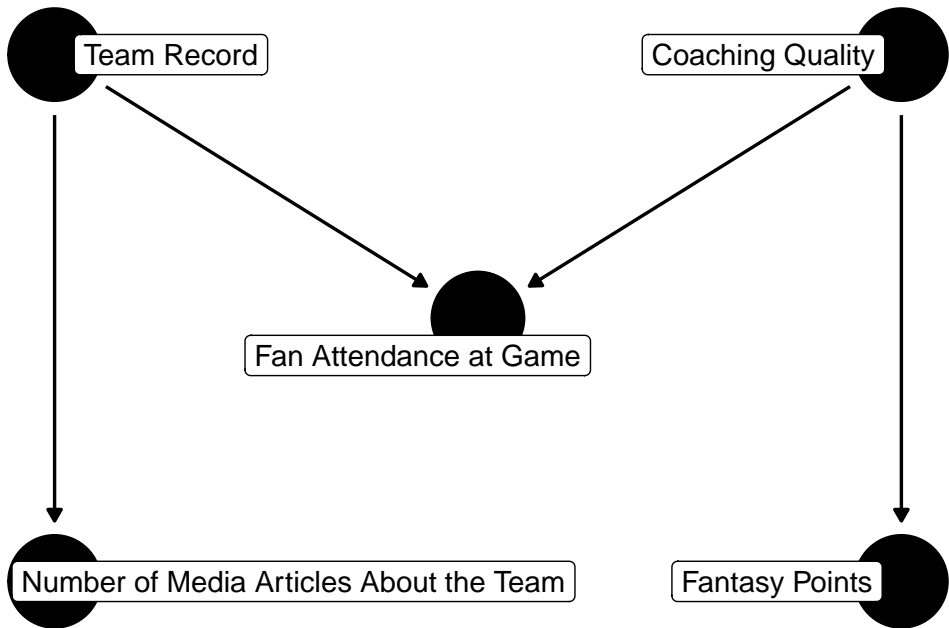 Team Record
Coaching Quality
Fan Attendance at Game
Number of Media Articles About the Team
Fantasy Points